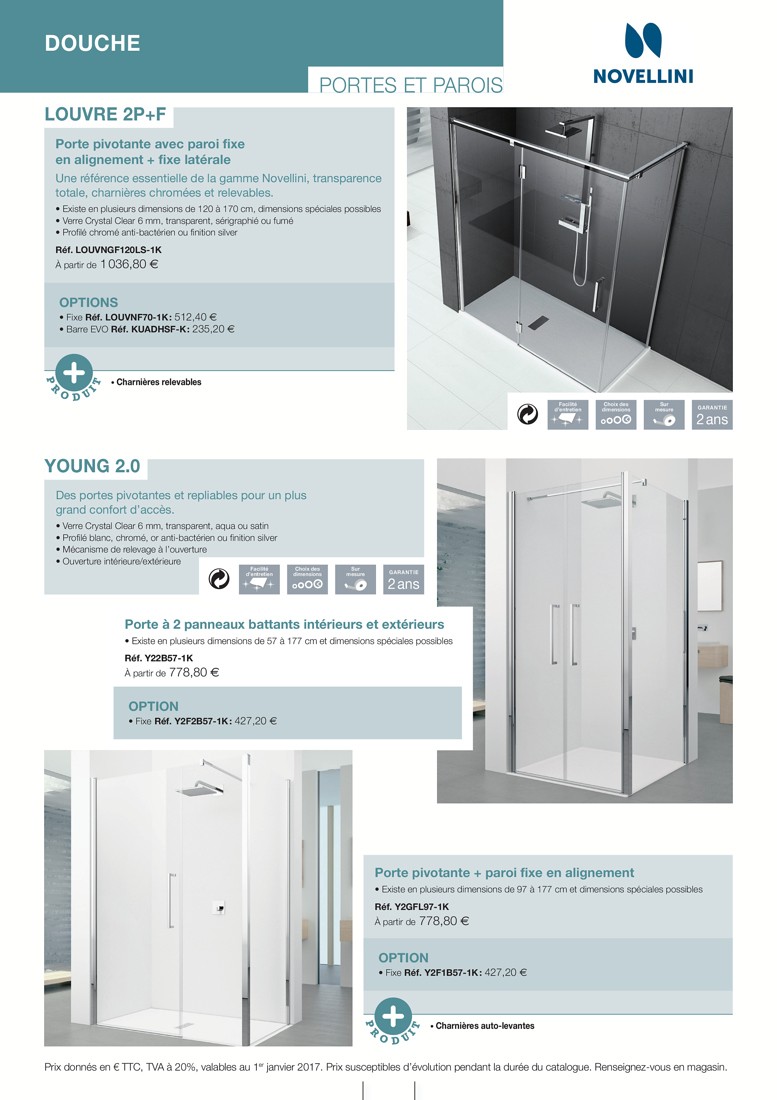 DOUCHE
NOVELLINI
PORTES ET PAROIS
LOUVRE 2P+F
Porte pivotante avec paroi fixe
en alignement + fixe latérale
Une référence essentielle de la gamme Novellini, transparence
totale, charnières chromées et relevables.
• Existe en plusieurs dimensions de 120 à 170 cm, dimensions spéciales possibles
• Verre Crystal Clear 6 mm, transparent, sérigraphié ou fumé
• Profilé chromé anti-bactérien ou finition silver
Réf. LOUVNGF120LS-1K
À partir de 1 036,80 €
OPTIONS
• Fixe Réf. LOUVNF70-1K : 512,40 €
• Barre EVO Réf. KUADHSF-K : 235,20 €
PRODUIT
• Charnières relevables
Facilité
d'entretien
Choix des
dimensions
Sur
mesure
GARANTIE
2 ans
YOUNG 2.0
Des portes pivotantes et repliables pour un plus
grand confort d'accès.
• Verre Crystal Clear 6 mm, transparent, aqua ou satin
• Profilé blanc, chromé, or anti-bactérien ou finition silver
• Mécanisme de relevage à l'ouverture
• Ouverture intérieure/extérieure
Facilité
d'entretien
Choix des
dimensions
Sur
mesure
GARANTIE
2 ans
Porte à 2 panneaux battants intérieurs et extérieurs
• Existe en plusieurs dimensions de 57 à 177 cm et dimensions spéciales possibles
Réf. Y22B57-1K
À partir de 778,80 €
OPTION
• Fixe Réf. Y2F2B57-1K : 427,20 €
Porte pivotante + paroi fixe en alignement
• Existe en plusieurs dimensions de 97 à 177 cm et dimensions spéciales possibles
Réf. Y2GFL97-1K
À partir de 778,80 €
OPTION
• Fixe Réf. Y2F1B57-1K : 427,20 €
PRODUIT
• Charnières auto-levantes
Prix donnés en € TTC, TVA à 20%, valables au 1er janvier 2017. Prix susceptibles d'évolution pendant la durée du catalogue. Renseignez-vous en magasin.